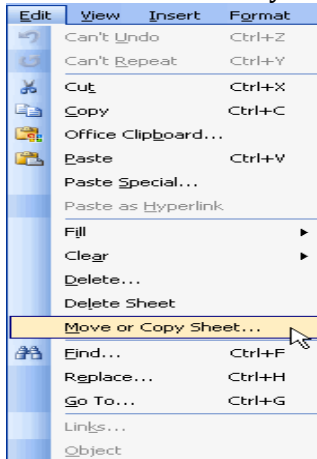 Edit View Insert Format
Can't Undo Ctrl+Z
Can't Repeat Ctrl+Y
Cut Ctrl+X
Copy Ctrl+C
Office Clipboard...
Paste Ctrl+V
Paste Special...
Paste as Hyperlink
Fill
Clear
Delete...
Delete Sheet
Move or Copy Sheet...
Find... Ctrl+F
Replace... Ctrl+H
Go To... Ctrl+G
Links...
Object